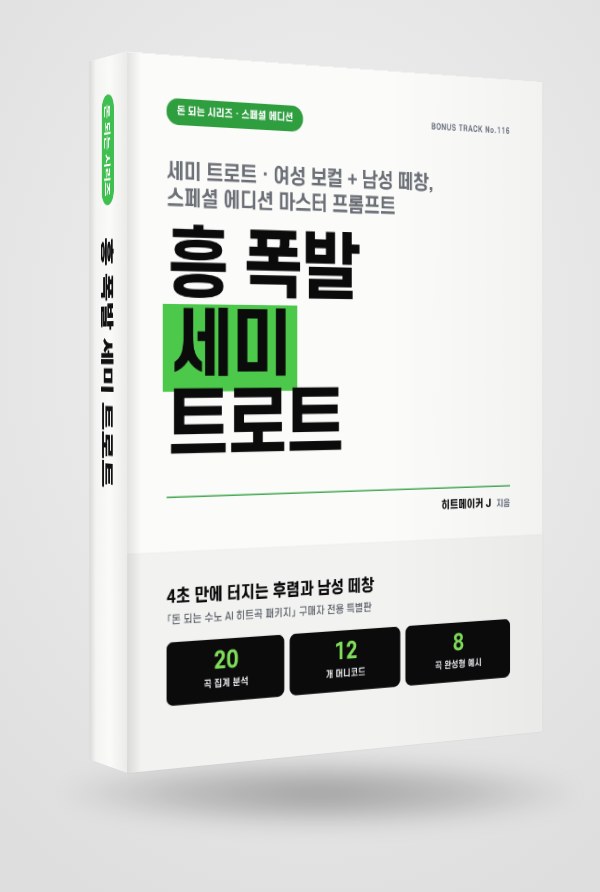 돈 되는 시리즈
흥 폭발 세미 트로트
돈 되는 시리즈 · 스페셜 에디션
BONUS TRACK No.116
세미 트로트 · 여성 보컬 + 남성 떼창,
스페셜 에디션 마스터 프롬프트
흥 폭발
세미
트로트
히트메이커 J 지음
4초 만에 터지는 후렴과 남성 떼창
『돈 되는 수노 AI 히트곡 패키지』 구매자 전용 특별판
20
곡 집계 분석
12
개 머니코드
8
곡 완성형 예시